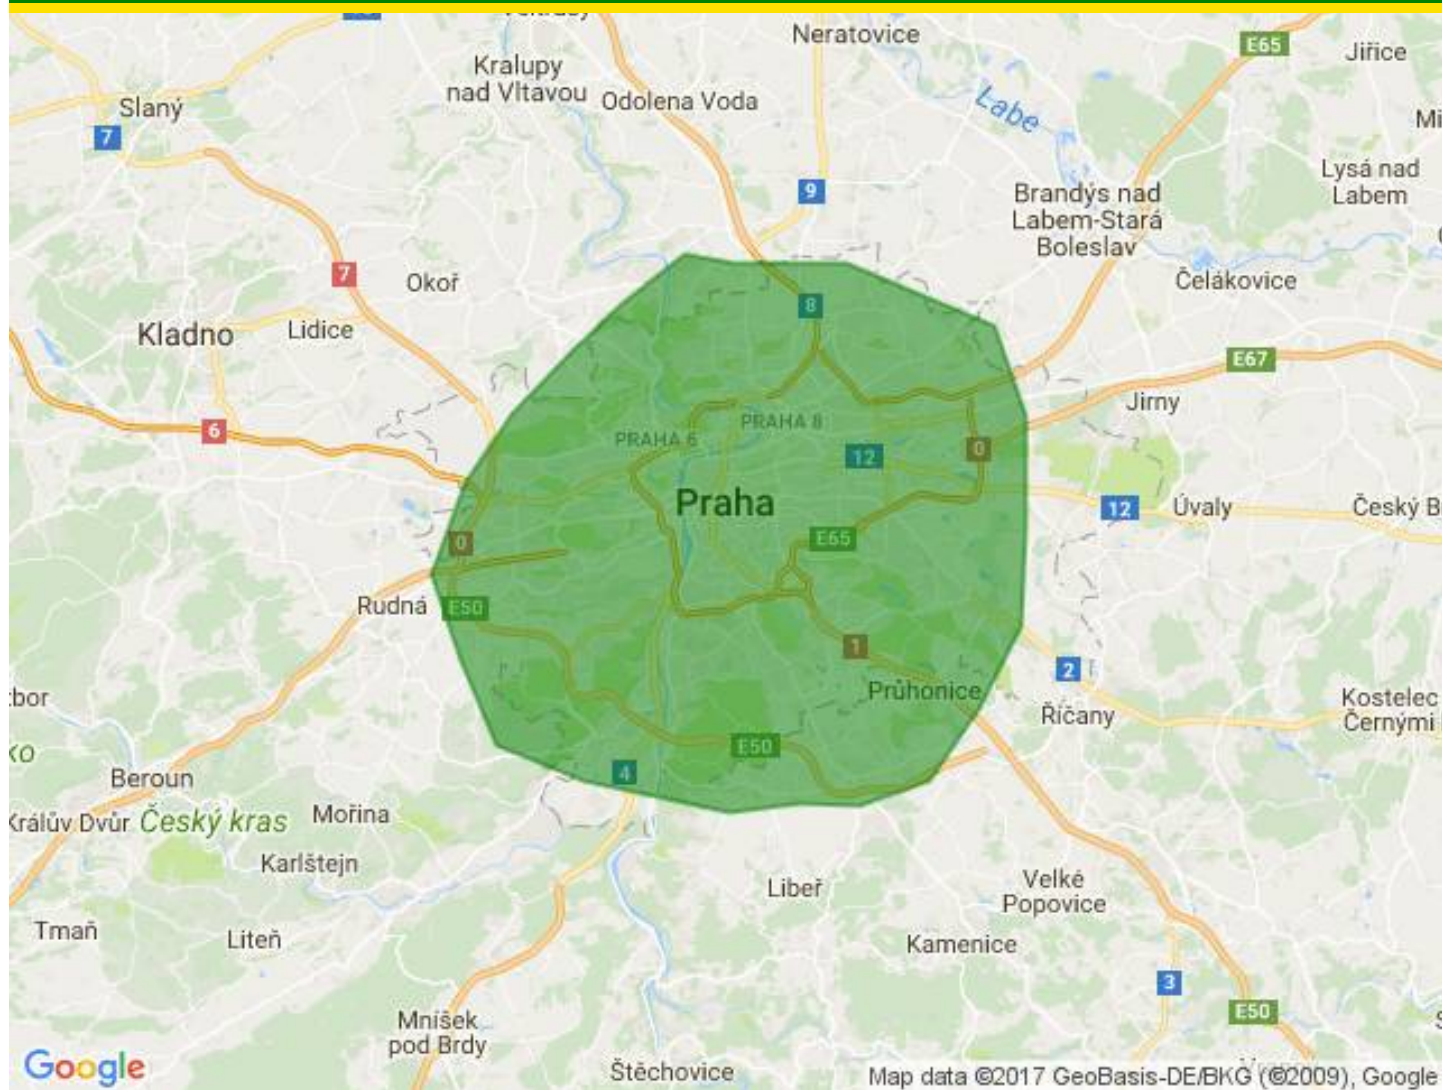 Neratovice
E65
Jiřice
Kralupy
nad Vltavou
Odolena Voda
Labe
Slaný
7
9
Lysá nad
Labem
Brandýs nad
Labem-Stará
Boleslav
7
Okoř
Čelákovice
8
Kladno
Lidice
E67
Jirny
6
PRAHA 8
PRAHA 6
12
0
Praha
12
Úvaly
Český B
0
E65
Rudná
E50
1
2
Průhonice
Říčany
Kostelec
Černými
E50
4
Beroun
Králův Dvůr
Český kras
Mořina
Karlštejn
Libeř
Velké
Popovice
Tmaň
Liteň
Kamenice
3
E50
Mníšek
pod Brdy
Štěchovice
Google
Map data ©2017 GeoBasis-DE/BKG (©2009), Google